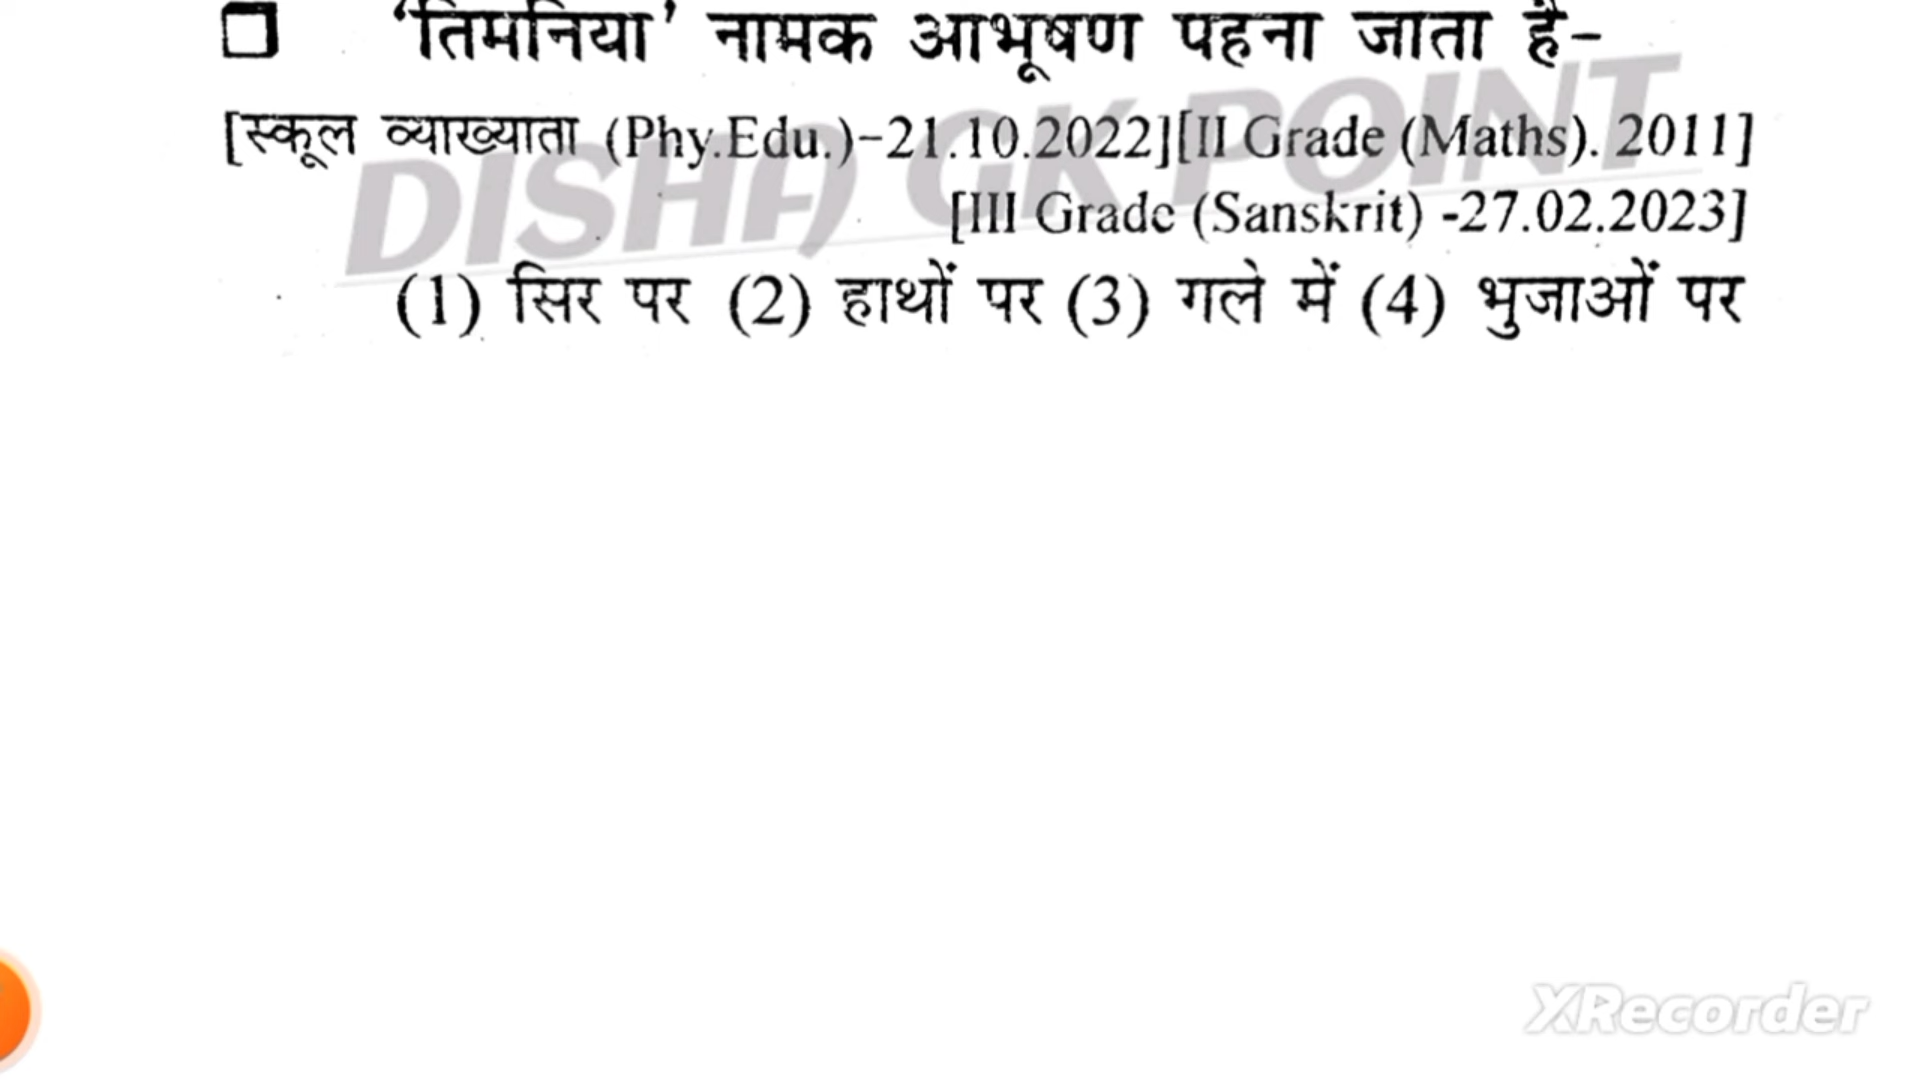 'तिमनिया' नामक आभूषण पहना जाता है-
[स्कूल व्याख्याता (Phy.Edu.)-21.10.2022][II Grade (Maths). 2011]
DISHA GK POINT
[III Grade (Sanskrit) -27.02.2023]
(1) सिर पर (2) हाथों पर (3) गले में (4) भुजाओं पर
XRecorder